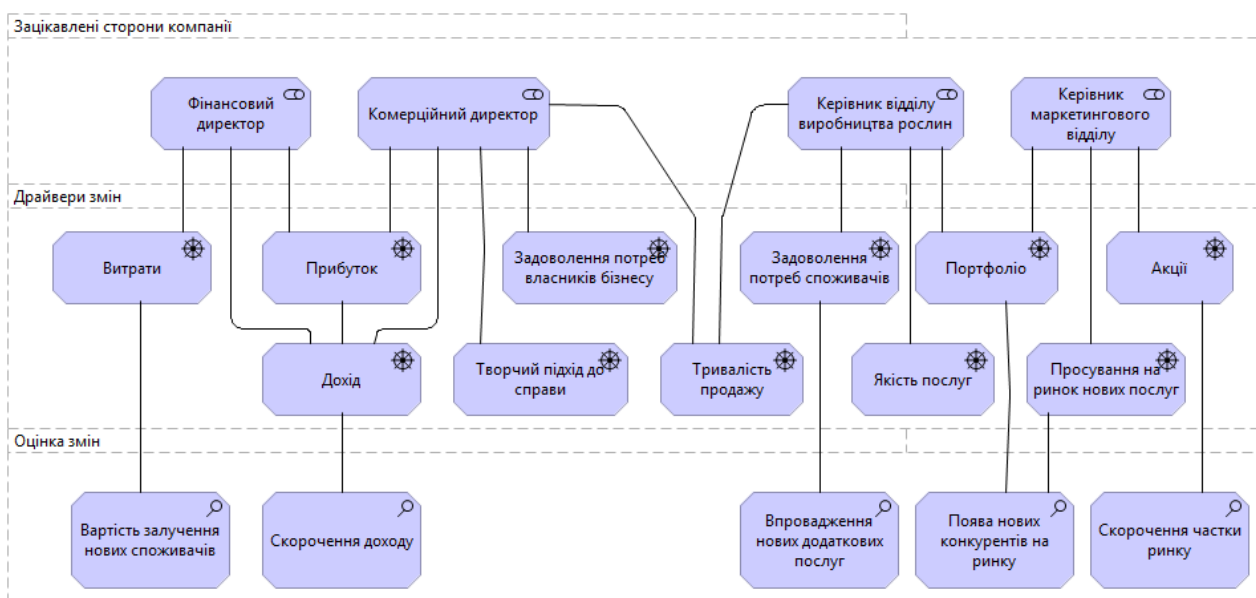 Зацікавлені сторони компанії
Фінансовий
директор
Комерційний директор
Керівник відділу
виробництва рослин
Керівник
маркетингового
відділу
Драйвери змін
Витрати
Прибуток
Задоволення потреб
власників бізнесу
Задоволення
потреб споживачів
Портфоліо
Акції
Дохід
Творчий підхід до
справи
Тривалість
продажу
Якість послуг
Просування на
ринок нових послуг
Оцінка змін
Вартість залучення
нових споживачів
Скорочення доходу
Впровадження
нових додаткових
послуг
Поява нових
конкурентів на
ринку
Скорочення частки
ринку